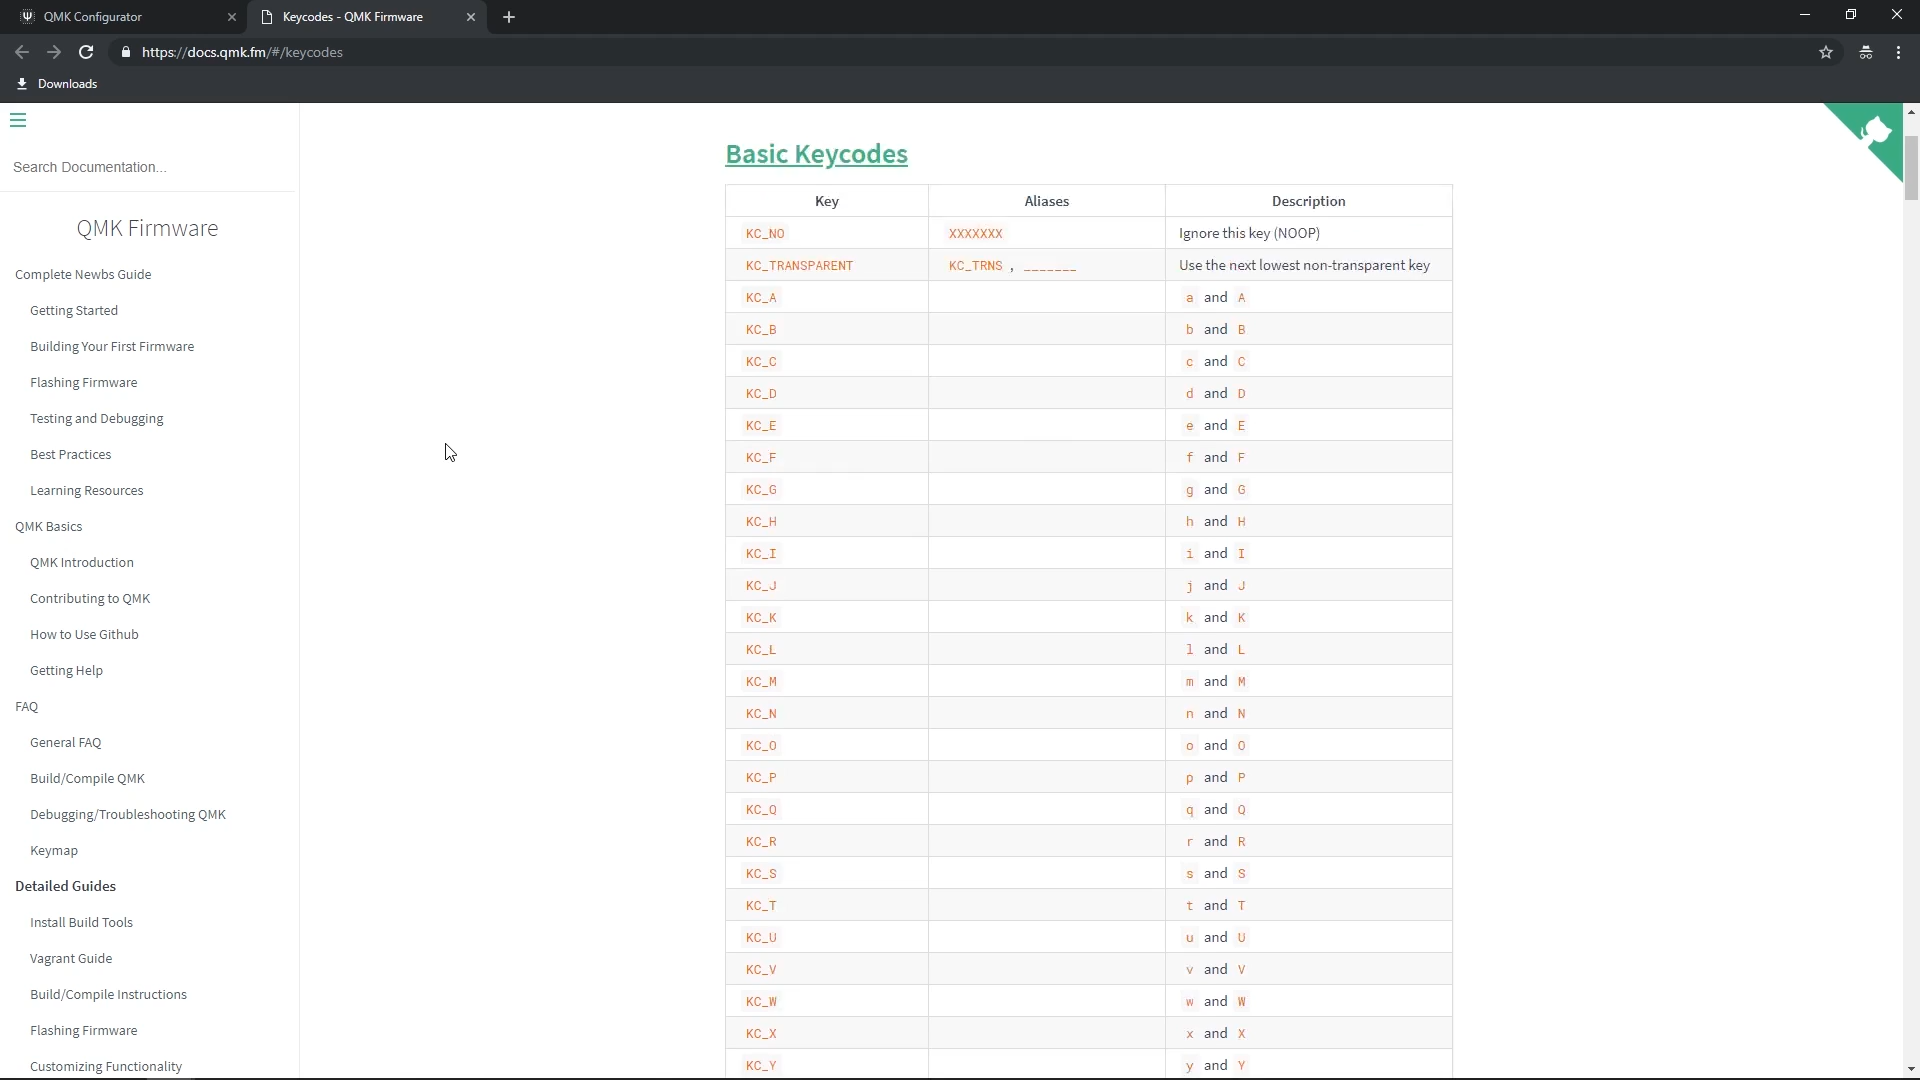 QMK Configurator
Keycodes - QMK Firmware
https://docs.qmk.fm/#/keycodes
Downloads
Search Documentation...
QMK Firmware
Complete Newbs Guide
Getting Started
Building Your First Firmware
Flashing Firmware
Testing and Debugging
Best Practices
Learning Resources
QMK Basics
QMK Introduction
Contributing to QMK
How to Use Github
Getting Help
FAQ
General FAQ
Build/Compile QMK
Debugging/Troubleshooting QMK
Keymap
Detailed Guides
Install Build Tools
Vagrant Guide
Build/Compile Instructions
Flashing Firmware
Customizing Functionality
Basic Keycodes
Key Aliases Description
KC_NO XXXXXXX Ignore this key (NOOP)
KC_TRANSPARENT KC_TRNS , _______ Use the next lowest non-transparent key
KC_A a and A
KC_B b and B
KC_C c and C
KC_D d and D
KC_E e and E
KC_F f and F
KC_G g and G
KC_H h and H
KC_I i and I
KC_J j and J
KC_K k and K
KC_L l and L
KC_M m and M
KC_N n and N
KC_O o and O
KC_P p and P
KC_Q q and Q
KC_R r and R
KC_S s and S
KC_T t and T
KC_U u and U
KC_V v and V
KC_W w and W
KC_X x and X
KC_Y y and Y